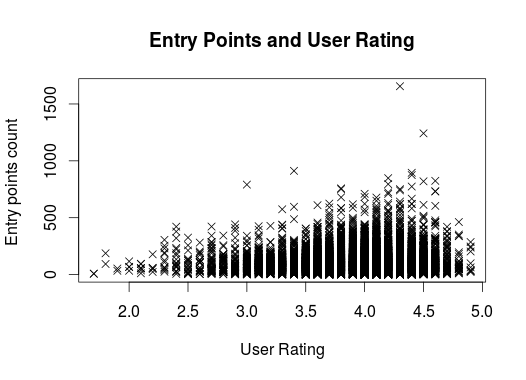 Entry Points and User Rating
Entry points count
1500
1000
500
0
2.0 2.5 3.0 3.5 4.0 4.5 5.0
User Rating